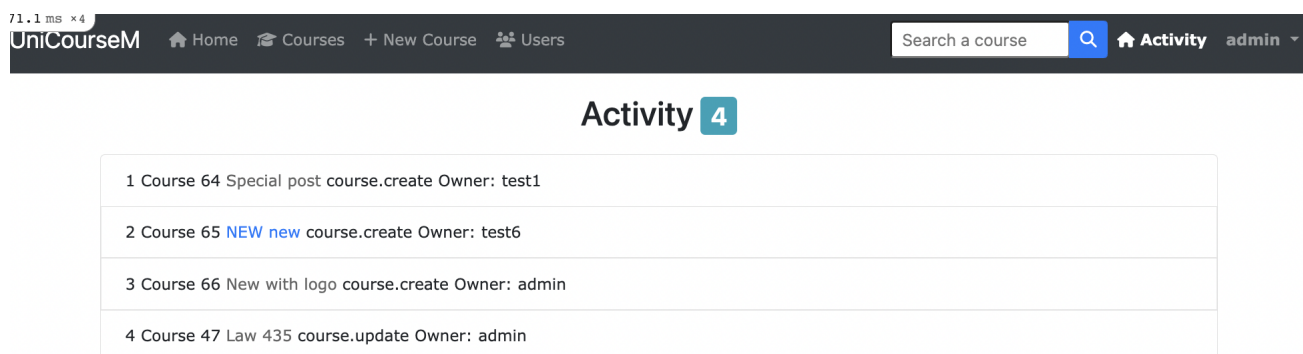 71.1 ms ×4
UniCourseM Home Courses + New Course Users Search a course Activity admin
Activity 4
1 Course 64 Special post course.create Owner: test1
2 Course 65 NEW new course.create Owner: test6
3 Course 66 New with logo course.create Owner: admin
4 Course 47 Law 435 course.update Owner: admin